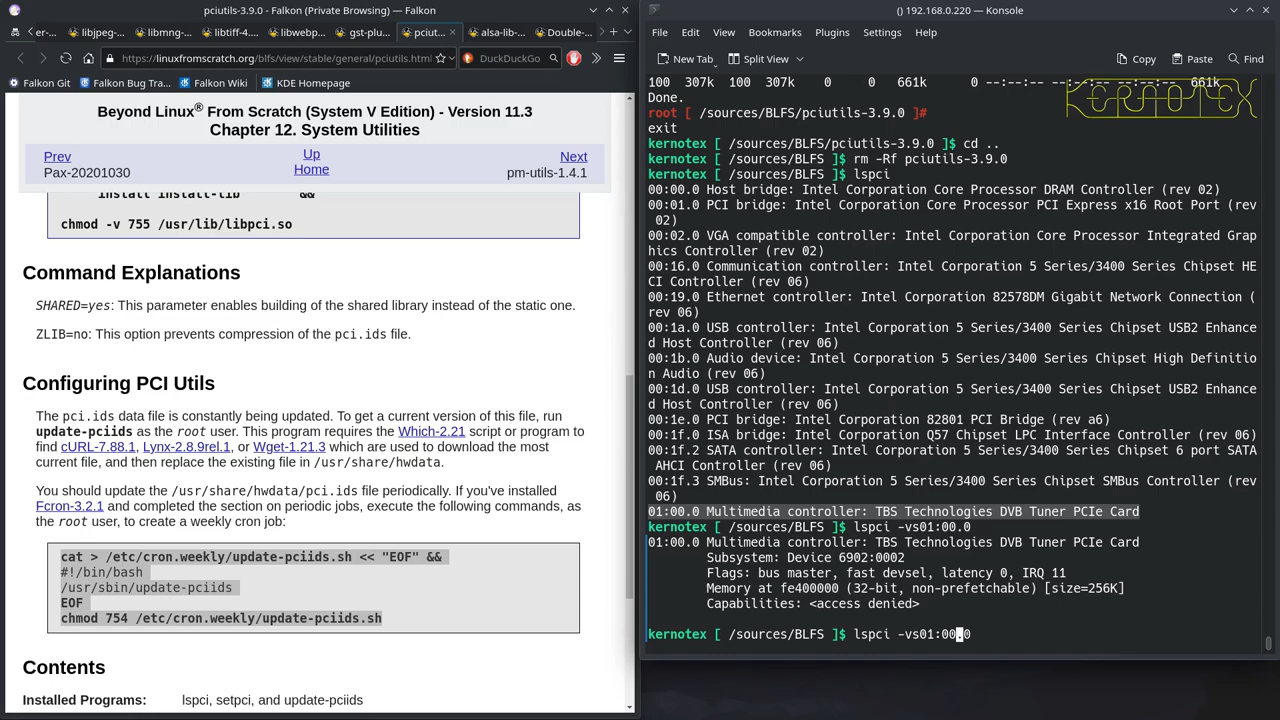 pciutils-3.9.0 — Falkon (Private Browsing) — Falkon
er-...
libjpeg-...
libmng-...
libtiff-4....
libwebp...
gst-plu...
pciut...
alsa-lib-...
Double-...
https://linuxfromscratch.org/blfs/view/stable/general/pciutils.html
DuckDuckGo
Falkon Git
Falkon Bug Tra...
Falkon Wiki
KDE Homepage
Beyond Linux® From Scratch (System V Edition) - Version 11.3
Chapter 12. System Utilities
Prev
Up
Next
Pax-20201030
Home
pm-utils-1.4.1
install install-lib &&
chmod -v 755 /usr/lib/libpci.so
Command Explanations
SHARED=yes: This parameter enables building of the shared library instead of the static one.
ZLIB=no: This option prevents compression of the pci.ids file.
Configuring PCI Utils
The pci.ids data file is constantly being updated. To get a current version of this file, run
update-pciids as the root user. This program requires the Which-2.21 script or program to
find cURL-7.88.1, Lynx-2.8.9rel.1, or Wget-1.21.3 which are used to download the most
current file, and then replace the existing file in /usr/share/hwdata.
You should update the /usr/share/hwdata/pci.ids file periodically. If you've installed
Fcron-3.2.1 and completed the section on periodic jobs, execute the following commands, as
the root user, to create a weekly cron job:
cat > /etc/cron.weekly/update-pciids.sh << "EOF" &&
#!/bin/bash
/usr/sbin/update-pciids
EOF
chmod 754 /etc/cron.weekly/update-pciids.sh
Contents
Installed Programs: lspci, setpci, and update-pciids
() 192.168.0.220 — Konsole
File Edit View Bookmarks Plugins Settings Help
New Tab Split View Copy Paste Find
100 307k 100 307k 0 0 661k 0 --:--:-- --:--:-- --:--:-- 661k
Done.
root [ /sources/BLFS/pciutils-3.9.0 ]#
exit
kernotex [ /sources/BLFS/pciutils-3.9.0 ]$ cd ..
kernotex [ /sources/BLFS ]$ rm -Rf pciutils-3.9.0
kernotex [ /sources/BLFS ]$ lspci
00:00.0 Host bridge: Intel Corporation Core Processor DRAM Controller (rev 02)
00:01.0 PCI bridge: Intel Corporation Core Processor PCI Express x16 Root Port (rev
02)
00:02.0 VGA compatible controller: Intel Corporation Core Processor Integrated Grap
hics Controller (rev 02)
00:16.0 Communication controller: Intel Corporation 5 Series/3400 Series Chipset HE
CI Controller (rev 06)
00:19.0 Ethernet controller: Intel Corporation 82578DM Gigabit Network Connection (
rev 06)
00:1a.0 USB controller: Intel Corporation 5 Series/3400 Series Chipset USB2 Enhance
d Host Controller (rev 06)
00:1b.0 Audio device: Intel Corporation 5 Series/3400 Series Chipset High Definitio
n Audio (rev 06)
00:1d.0 USB controller: Intel Corporation 5 Series/3400 Series Chipset USB2 Enhance
d Host Controller (rev 06)
00:1e.0 PCI bridge: Intel Corporation 82801 PCI Bridge (rev a6)
00:1f.0 ISA bridge: Intel Corporation Q57 Chipset LPC Interface Controller (rev 06)
00:1f.2 SATA controller: Intel Corporation 5 Series/3400 Series Chipset 6 port SATA
AHCI Controller (rev 06)
00:1f.3 SMBus: Intel Corporation 5 Series/3400 Series Chipset SMBus Controller (rev
06)
01:00.0 Multimedia controller: TBS Technologies DVB Tuner PCIe Card
kernotex [ /sources/BLFS ]$ lspci -vs01:00.0
01:00.0 Multimedia controller: TBS Technologies DVB Tuner PCIe Card
Subsystem: Device 6902:0002
Flags: bus master, fast devsel, latency 0, IRQ 11
Memory at fe400000 (32-bit, non-prefetchable) [size=256K]
Capabilities: <access denied>
kernotex [ /sources/BLFS ]$ lspci -vs01:00.0
KERNOTEX